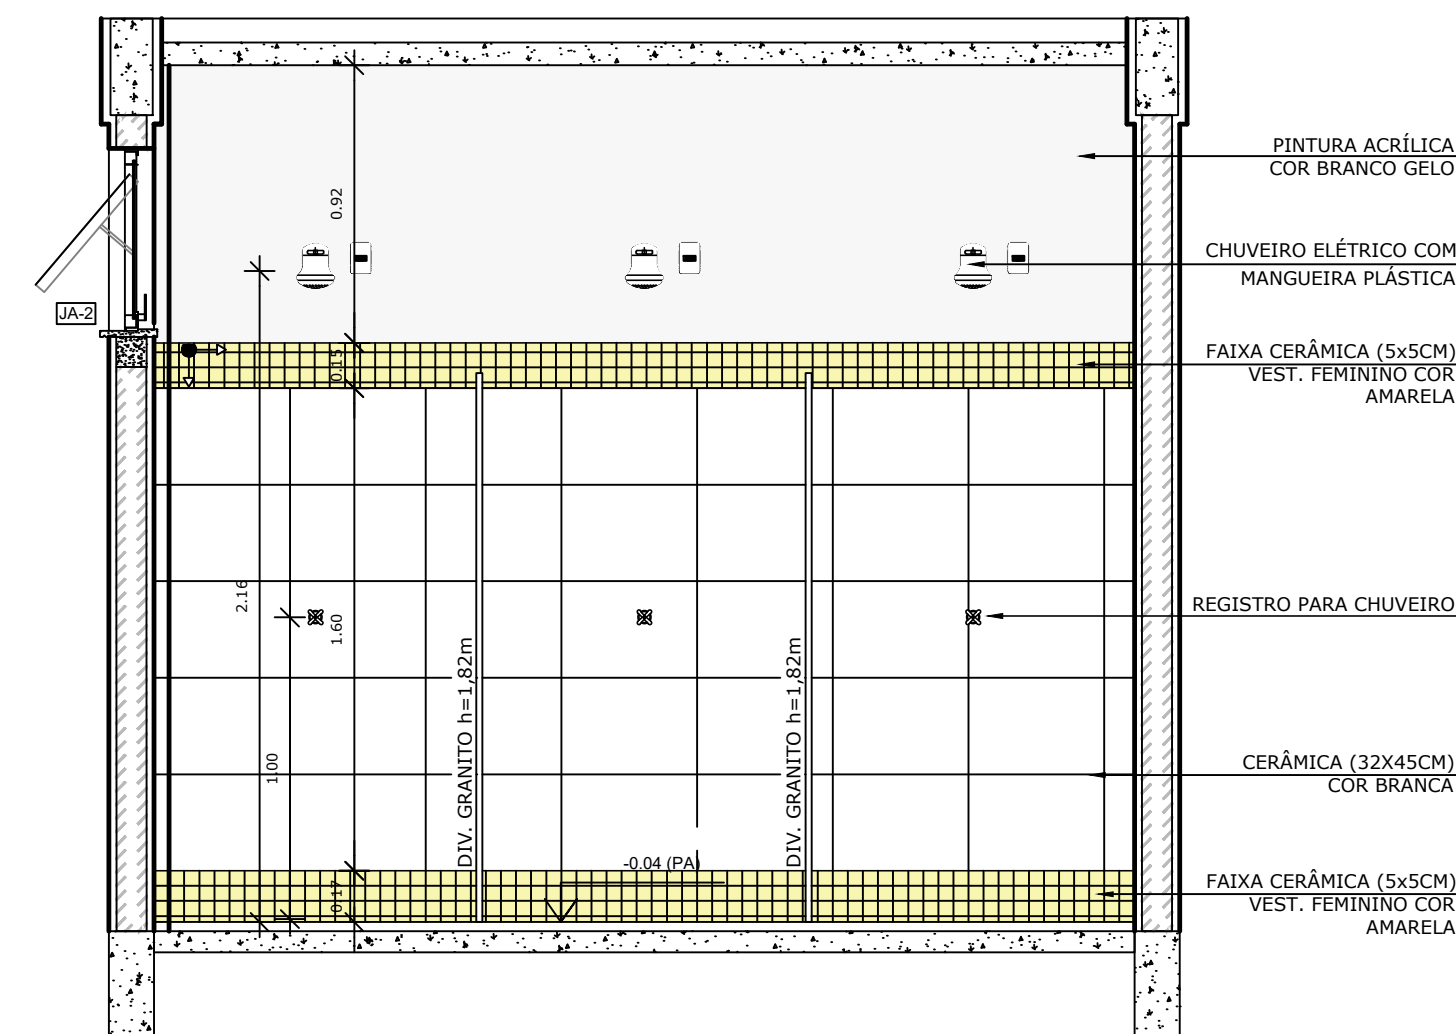 PINTURA ACRÍLICA
COR BRANCO GELO
0.92
CHUVEIRO ELÉTRICO COM
MANGUEIRA PLÁSTICA
JA-2
FAIXA CERÂMICA (5x5CM)
VEST. FEMININO COR
AMARELA
0.15
2.16
1.60
REGISTRO PARA CHUVEIRO
DIV. GRANITO h=1,82m
DIV. GRANITO h=1,82m
1.00
CERÂMICA (32X45CM)
COR BRANCA
-0.04 (PA)
0.17
FAIXA CERÂMICA (5x5CM)
VEST. FEMININO COR
AMARELA